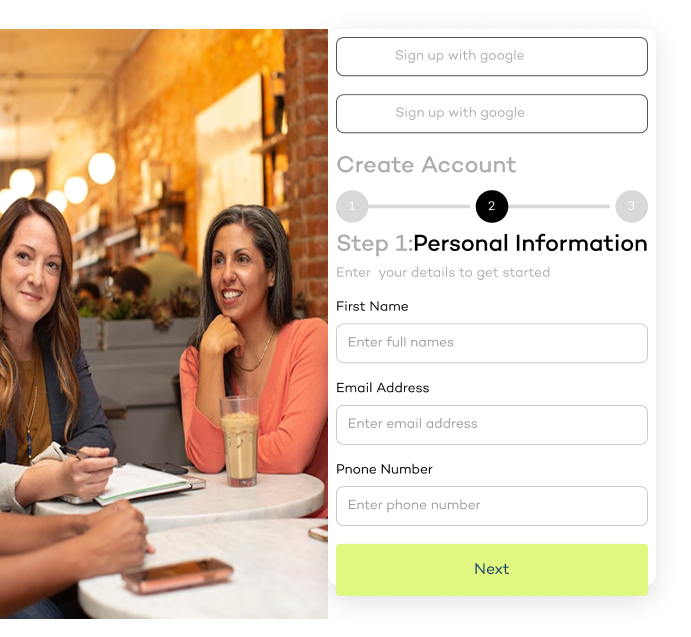 Sign up with google
Sign up with google
Create Account
1 2 3
Step 1:Personal Information
Enter  your details to get started
First Name
Enter full names
Email Address
Enter email address
Pnone Number
Enter phone number
Next